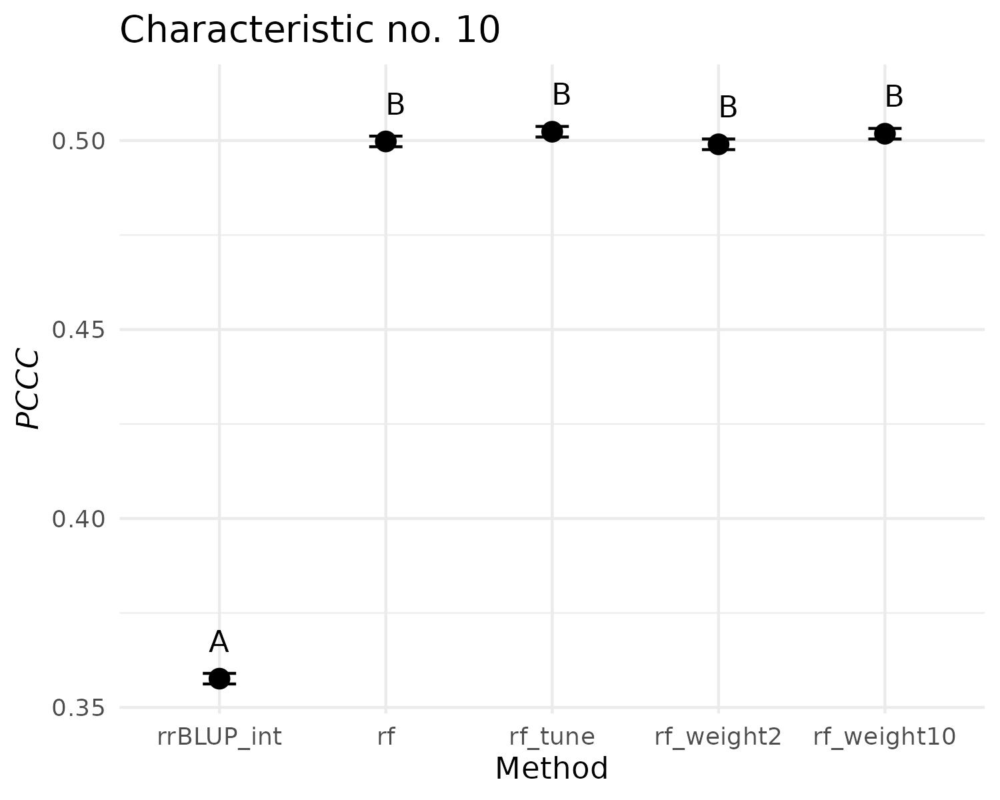 Characteristic no. 10
B
B
B
B
0.50
0.45
PCCC
0.40
A
0.35
rrBLUP_int rf rf_tune rf_weight2 rf_weight10
Method